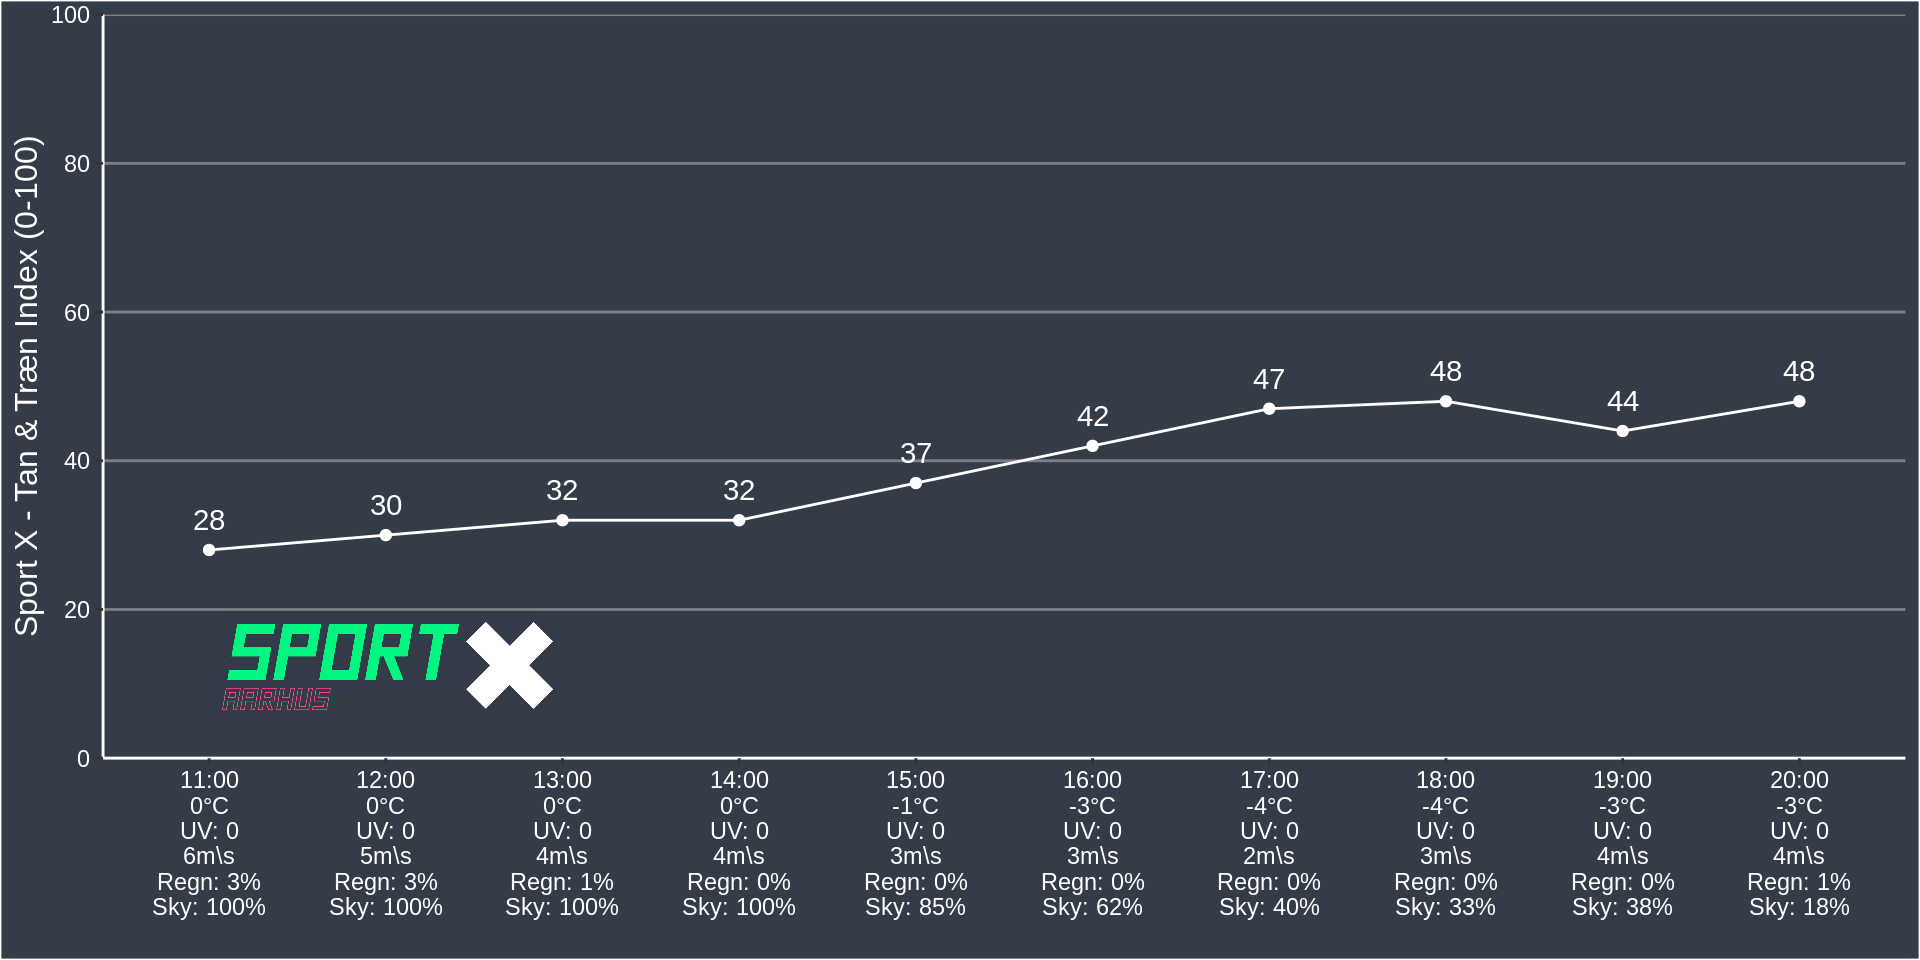 Sport X - Tan & Træn Index (0-100)
100
80
60
40
20
0
28
30
32
32
37
42
47
48
44
48
SPORT X
AARHUS
11:00 12:00 13:00 14:00 15:00 16:00 17:00 18:00 19:00 20:00
0°C 0°C 0°C 0°C -1°C -3°C -4°C -4°C -3°C -3°C
UV: 0 UV: 0 UV: 0 UV: 0 UV: 0 UV: 0 UV: 0 UV: 0 UV: 0 UV: 0
6m\s 5m\s 4m\s 4m\s 3m\s 3m\s 2m\s 3m\s 4m\s 4m\s
Regn: 3% Regn: 3% Regn: 1% Regn: 0% Regn: 0% Regn: 0% Regn: 0% Regn: 0% Regn: 0% Regn: 1%
Sky: 100% Sky: 100% Sky: 100% Sky: 100% Sky: 85% Sky: 62% Sky: 40% Sky: 33% Sky: 38% Sky: 18%